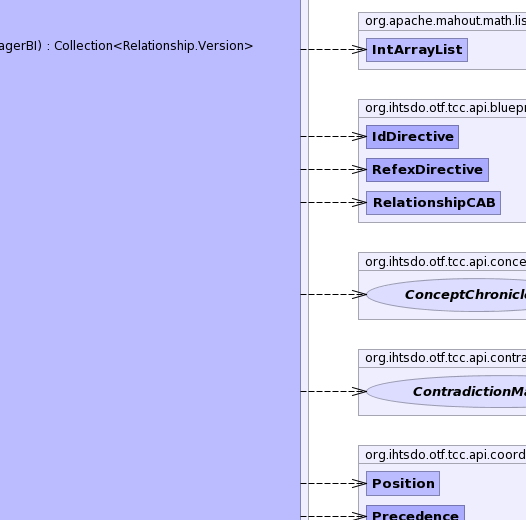 org.apache.mahout.math.lis
agerBI) : Collection<Relationship.Version>
IntArrayList
org.ihtsdo.otf.tcc.api.bluepr
IdDirective
RefexDirective
RelationshipCAB
org.ihtsdo.otf.tcc.api.conce
ConceptChronicl
org.ihtsdo.otf.tcc.api.contra
ContradictionMa
org.ihtsdo.otf.tcc.api.coord
Position
Precedence